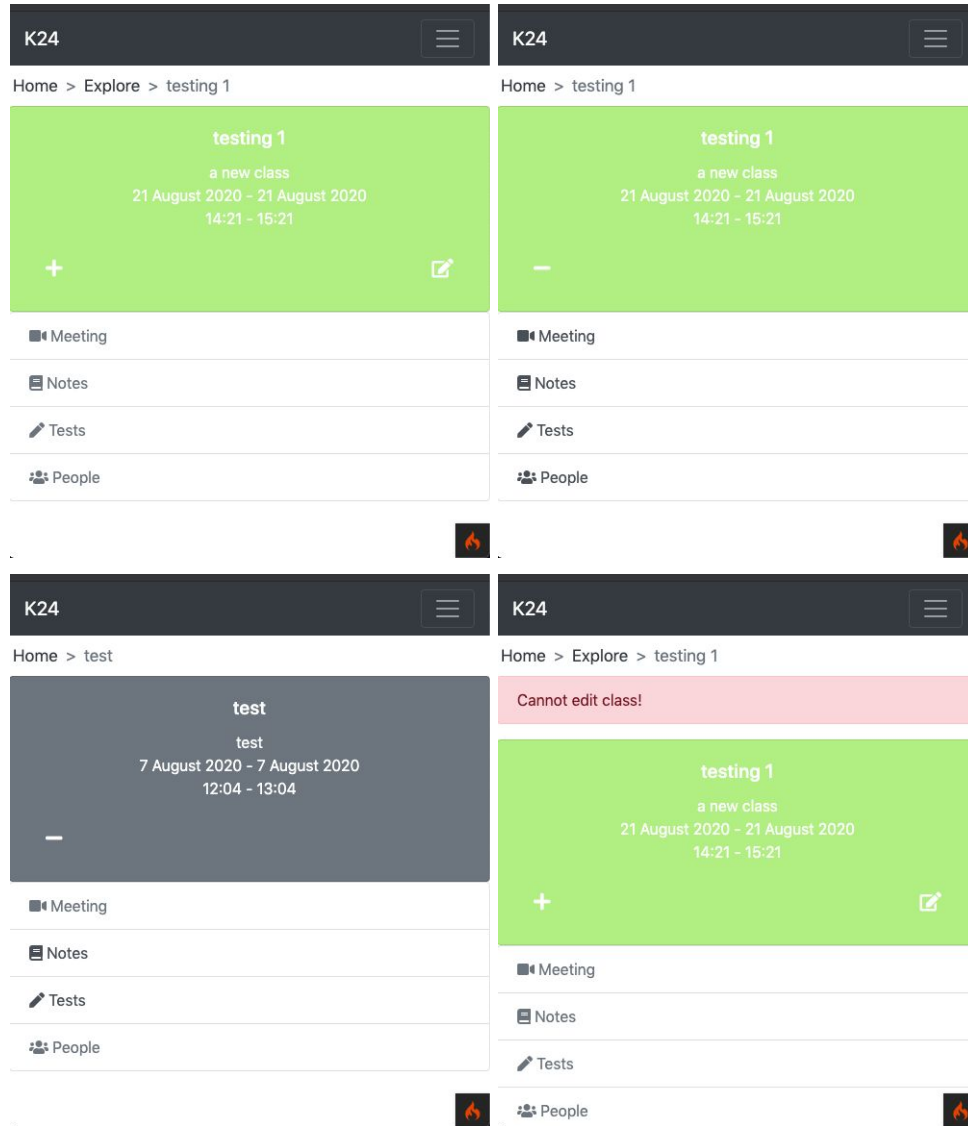 K24
Home > Explore > testing 1
testing 1
a new class
21 August 2020 - 21 August 2020
14:21 - 15:21
Meeting
Notes
Tests
People
K24
Home > testing 1
testing 1
a new class
21 August 2020 - 21 August 2020
14:21 - 15:21
Meeting
Notes
Tests
People
K24
Home > test
test
test
7 August 2020 - 7 August 2020
12:04 - 13:04
Meeting
Notes
Tests
People
K24
Home > Explore > testing 1
Cannot edit class!
testing 1
a new class
21 August 2020 - 21 August 2020
14:21 - 15:21
Meeting
Notes
Tests
People